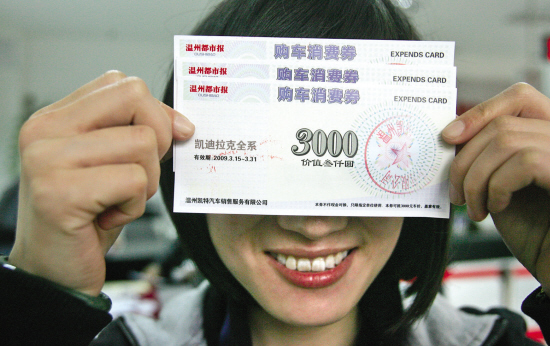 温州都市报 购车消费券 EXPENDS CARD
温州都市报 购车消费券 EXPENDS CARD
温州都市报 购车消费券 EXPENDS CARD
凯迪拉克全系 3000
有效期 2009.3.15-3.31 价值叁仟圆
温州凯特汽车销售服务有限公司